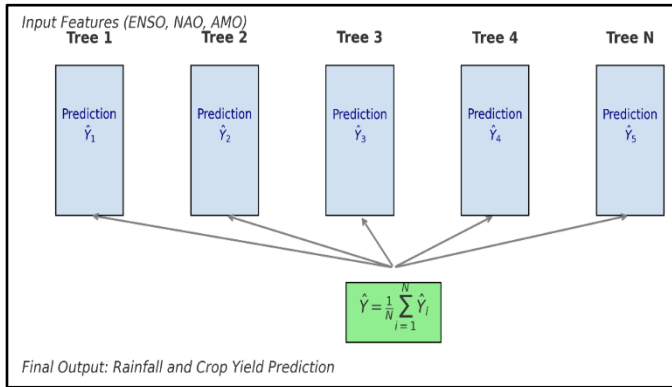 Input Features (ENSO, NAO, AMO)
Tree 1 Tree 2 Tree 3 Tree 4 Tree N
Prediction Prediction Prediction Prediction Prediction
Ŷ₁ Ŷ₂ Ŷ₃ Ŷ₄ Ŷ₅
Ŷ = 1/N ∑ᵢ₌₁ᴺ Ŷᵢ
Final Output: Rainfall and Crop Yield Prediction